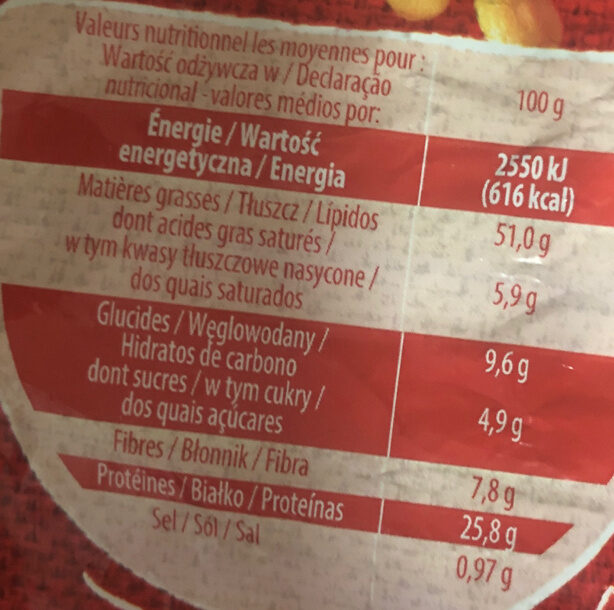 Valeurs nutritionnel les moyennes pour :
Wartość odżywcza w / Declaração
nutricional - valores médios por:
100 g
Énergie / Wartość
energetyczna / Energia
2550 kJ
(616 kcal)
Matières grasses / Tłuszcz / Lípidos
51,0 g
dont acides gras saturés /
w tym kwasy tłuszczowe nasycone /
dos quais saturados
5,9 g
Glucides / Węglowodany /
Hidratos de carbono
9,6 g
dont sucres / w tym cukry /
dos quais açúcares
4,9 g
Fibres / Błonnik / Fibra
7,8 g
Protéines / Białko / Proteínas
25,8 g
Sel / Sól / Sal
0,97 g